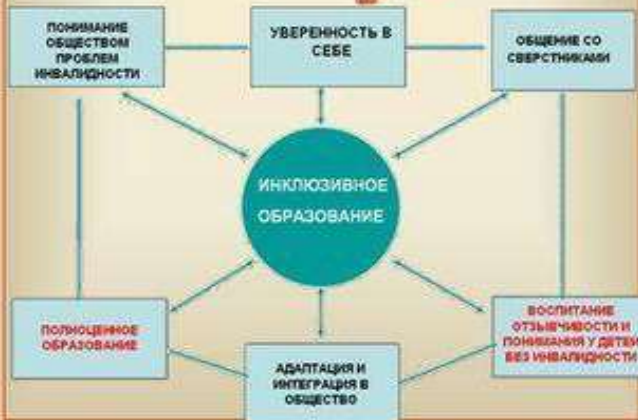 ПОНИМАНИЕ
ОБЩЕСТВОМ
ПРОБЛЕМ
ИНВАЛИДНОСТИ
УВЕРЕННОСТЬ В
СЕБЕ
ОБЩЕНИЕ СО
СВЕРСТНИКАМИ
ИНКЛЮЗИВНОЕ
ОБРАЗОВАНИЕ
ПОЛНОЦЕННОЕ
ОБРАЗОВАНИЕ
АДАПТАЦИЯ И
ИНТЕГРАЦИЯ В
ОБЩЕСТВО
ВОСПИТАНИЕ
ОТЗЫВЧИВОСТИ И
ПОНИМАНИЯ У ДЕТЕЙ
БЕЗ ИНВАЛИДНОСТИ